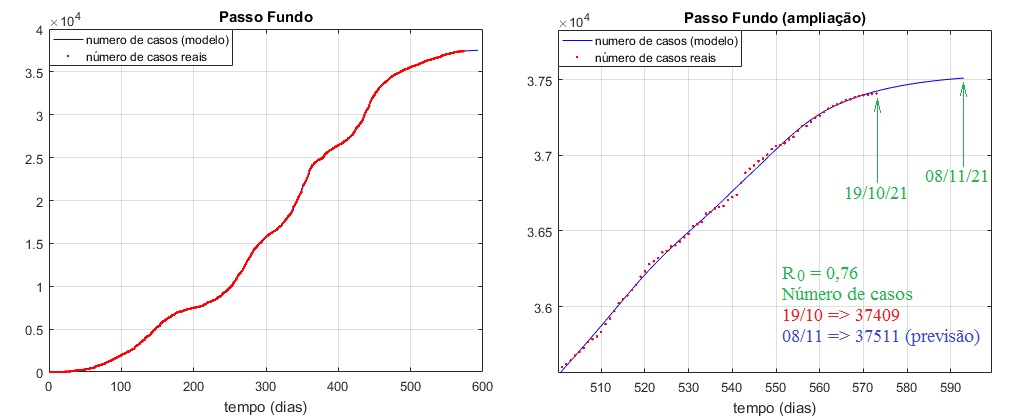 Passo Fundo
×10⁴
numero de casos (modelo)
número de casos reais
4
3.5
3
2.5
2
1.5
1
0.5
0
0 100 200 300 400 500 600
tempo (dias)
Passo Fundo (ampliação)
×10⁴
numero de casos (modelo)
número de casos reais
3.75
3.7
3.65
3.6
19/10/21
08/11/21
R0 = 0,76
Número de casos
19/10 => 37409
08/11 => 37511 (previsão)
510 520 530 540 550 560 570 580 590
tempo (dias)